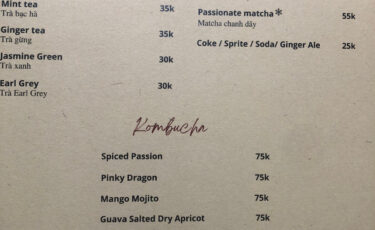 Mint tea 35k
Trà bạc hà
Ginger tea 35k
Trà gừng
Jasmine Green 30k
Trà xanh
Earl Grey 30k
Trà Earl Grey
Passionate matcha* 55k
Matcha chanh dây
Coke / Sprite / Soda/ Ginger Ale 25k
Kombucha
Spiced Passion 75k
Pinky Dragon 75k
Mango Mojito 75k
Guava Salted Dry Apricot 75k